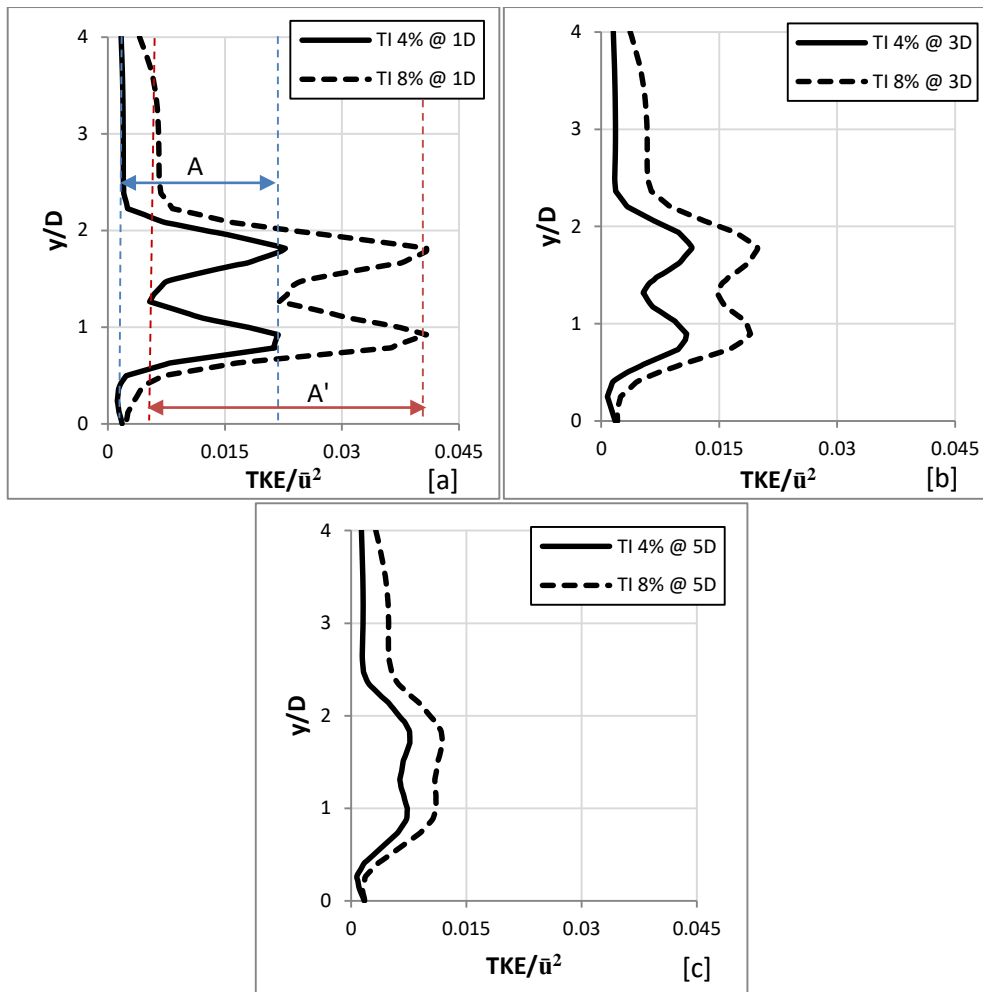 TI 4% @ 1D
TI 8% @ 1D
A
A'
y/D
4
3
2
1
0
0
0.015
0.03
0.045
TKE/ū²
[a]
TI 4% @ 3D
TI 8% @ 3D
y/D
4
3
2
1
0
0
0.015
0.03
0.045
TKE/ū²
[b]
TI 4% @ 5D
TI 8% @ 5D
y/D
4
3
2
1
0
0
0.015
0.03
0.045
TKE/ū²
[c]